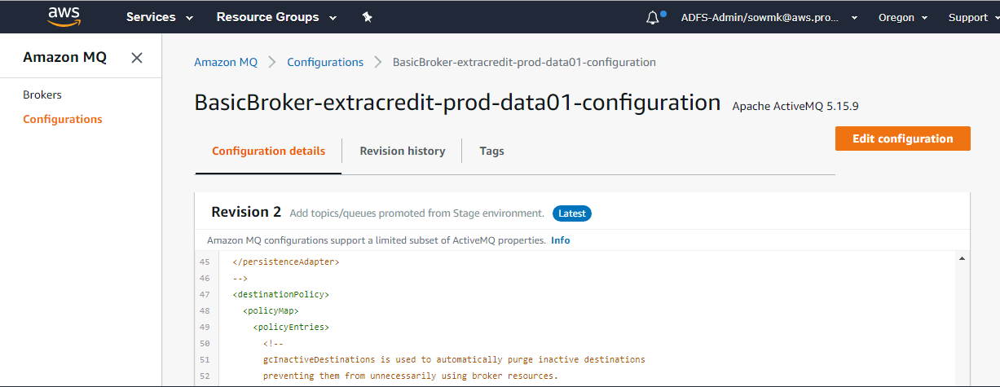 aws Services Resource Groups ADFS-Admin/sowmk@aws.pro... Oregon Support
Amazon MQ
Brokers
Configurations
Amazon MQ Configurations BasicBroker-extracredit-prod-data01-configuration
BasicBroker-extracredit-prod-data01-configuration Apache ActiveMQ 5.15.9
Edit configuration
Configuration details Revision history Tags
Revision 2 Add topics/queues promoted from Stage environment. Latest
Amazon MQ configurations support a limited subset of ActiveMQ properties. Info
45 </persistenceAdapter>
46 -->
47 <destinationPolicy>
48 <policyMap>
49 <policyEntries>
50 <!--
51 gcInactiveDestinations is used to automatically purge inactive destinations
52 preventing them from unnecessarily using broker resources.